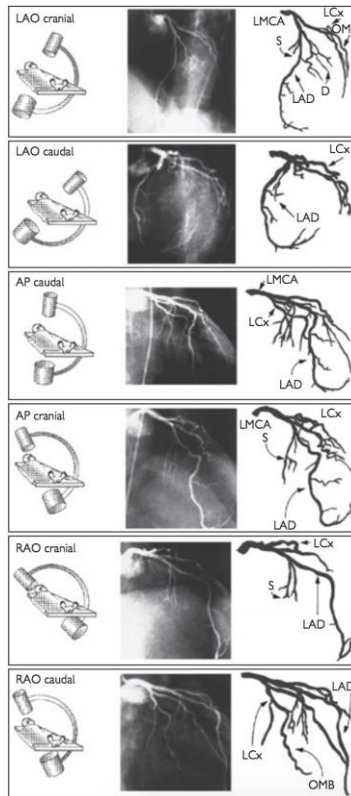 LAO cranial
LMCA
LCx
OM
S
D
LAD
LAO caudal
LCx
LAD
AP caudal
LMCA
LCx
LAD
AP cranial
LMCA
LCx
S
LAD
RAO cranial
LCx
S
LAD
RAO caudal
LAD
LCx
OMB